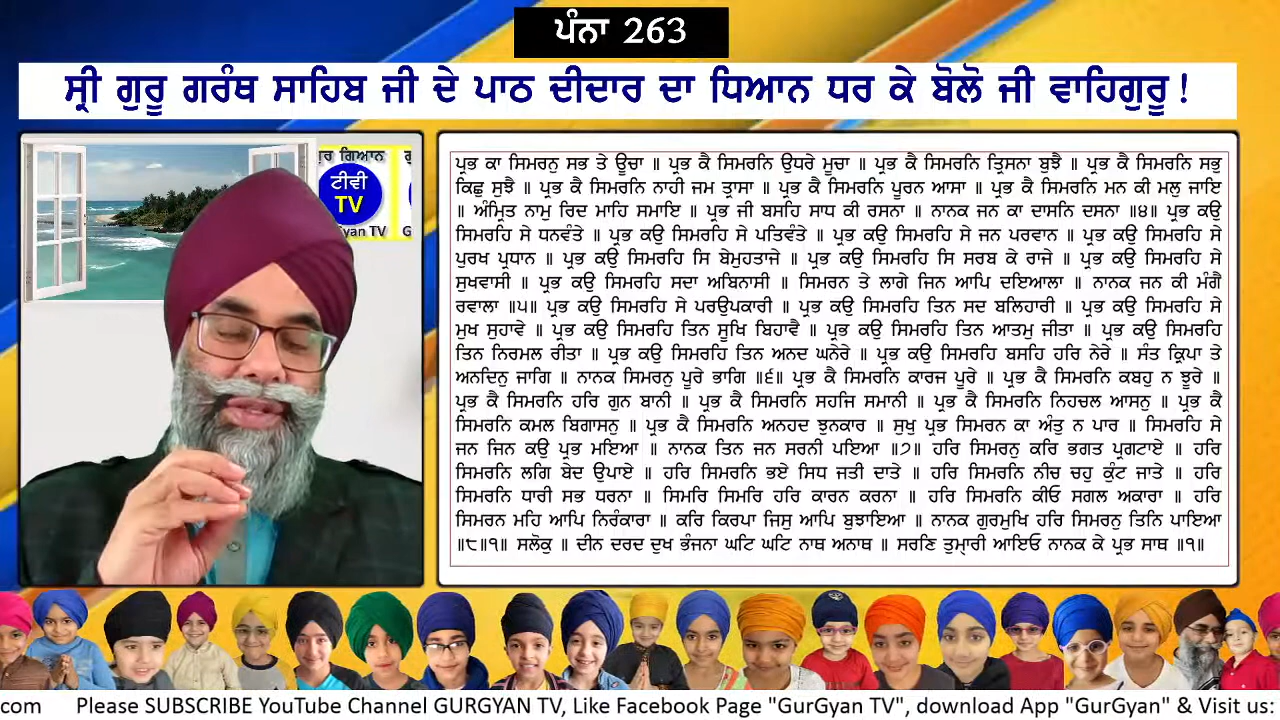 ਪੰਨਾ 263
ਸ੍ਰੀ ਗੁਰੂ ਗਰੰਥ ਸਾਹਿਬ ਜੀ ਦੇ ਪਾਠ ਦੀਦਾਰ ਦਾ ਧਿਆਨ ਧਰ ਕੇ ਬੋਲੋ ਜੀ ਵਾਹਿਗੁਰੂ !
ਗਿਆਨ
ਟੀਵੀ
TV
yan TV
ਪ੍ਰਭ ਕਾ ਸਿਮਰਨੁ ਸਭ ਤੇ ਊਚਾ ॥ ਪ੍ਰਭ ਕੈ ਸਿਮਰਨਿ ਉਧਰੇ ਮੂਚਾ ॥ ਪ੍ਰਭ ਕੈ ਸਿਮਰਨਿ ਤ੍ਰਿਸਨਾ ਬੁਝੈ ॥ ਪ੍ਰਭ ਕੈ ਸਿਮਰਨਿ ਸਭੁ
ਕਿਛੁ ਸੁਝੈ ॥ ਪ੍ਰਭ ਕੈ ਸਿਮਰਨਿ ਨਾਹੀ ਜਮ ਤ੍ਰਾਸਾ ॥ ਪ੍ਰਭ ਕੈ ਸਿਮਰਨਿ ਪੂਰਨ ਆਸਾ ॥ ਪ੍ਰਭ ਕੈ ਸਿਮਰਨਿ ਮਨ ਕੀ ਮਲੁ ਜਾਇ
॥ ਅੰਮ੍ਰਿਤ ਨਾਮੁ ਰਿਦ ਮਾਹਿ ਸਮਾਇ ॥ ਪ੍ਰਭ ਜੀ ਬਸਹਿ ਸਾਧ ਕੀ ਰਸਨਾ ॥ ਨਾਨਕ ਜਨ ਕਾ ਦਾਸਨਿ ਦਸਨਾ ॥੪॥ ਪ੍ਰਭ ਕਉ
ਸਿਮਰਹਿ ਸੇ ਧਨਵੰਤੇ ॥ ਪ੍ਰਭ ਕਉ ਸਿਮਰਹਿ ਸੇ ਪਤਿਵੰਤੇ ॥ ਪ੍ਰਭ ਕਉ ਸਿਮਰਹਿ ਸੇ ਜਨ ਪਰਵਾਨ ॥ ਪ੍ਰਭ ਕਉ ਸਿਮਰਹਿ ਸੇ
ਪੁਰਖ ਪ੍ਰਧਾਨ ॥ ਪ੍ਰਭ ਕਉ ਸਿਮਰਹਿ ਸਿ ਬੇਮੁਹਤਾਜੇ ॥ ਪ੍ਰਭ ਕਉ ਸਿਮਰਹਿ ਸਿ ਸਰਬ ਕੇ ਰਾਜੇ ॥ ਪ੍ਰਭ ਕਉ ਸਿਮਰਹਿ ਸੇ
ਸੁਖਵਾਸੀ ॥ ਪ੍ਰਭ ਕਉ ਸਿਮਰਹਿ ਸਦਾ ਅਬਿਨਾਸੀ ॥ ਸਿਮਰਨ ਤੇ ਲਾਗੇ ਜਿਨ ਆਪਿ ਦਇਆਲਾ ॥ ਨਾਨਕ ਜਨ ਕੀ ਮੰਗੈ
ਰਵਾਲਾ ॥੫॥ ਪ੍ਰਭ ਕਉ ਸਿਮਰਹਿ ਸੇ ਪਰਉਪਕਾਰੀ ॥ ਪ੍ਰਭ ਕਉ ਸਿਮਰਹਿ ਤਿਨ ਸਦ ਬਲਿਹਾਰੀ ॥ ਪ੍ਰਭ ਕਉ ਸਿਮਰਹਿ ਸੇ
ਮੁਖ ਸੁਹਾਵੇ ॥ ਪ੍ਰਭ ਕਉ ਸਿਮਰਹਿ ਤਿਨ ਸੂਖਿ ਬਿਹਾਵੈ ॥ ਪ੍ਰਭ ਕਉ ਸਿਮਰਹਿ ਤਿਨ ਆਤਮੁ ਜੀਤਾ ॥ ਪ੍ਰਭ ਕਉ ਸਿਮਰਹਿ
ਤਿਨ ਨਿਰਮਲ ਰੀਤਾ ॥ ਪ੍ਰਭ ਕਉ ਸਿਮਰਹਿ ਤਿਨ ਅਨਦ ਘਨੇਰੇ ॥ ਪ੍ਰਭ ਕਉ ਸਿਮਰਹਿ ਬਸਹਿ ਹਰਿ ਨੇਰੇ ॥ ਸੰਤ ਕ੍ਰਿਪਾ ਤੇ
ਅਨਦਿਨੁ ਜਾਗਿ ॥ ਨਾਨਕ ਸਿਮਰਨੁ ਪੂਰੇ ਭਾਗਿ ॥੬॥ ਪ੍ਰਭ ਕੈ ਸਿਮਰਨਿ ਕਾਰਜ ਪੂਰੇ ॥ ਪ੍ਰਭ ਕੈ ਸਿਮਰਨਿ ਕਬਹੁ ਨ ਝੂਰੇ ॥
ਪ੍ਰਭ ਕੈ ਸਿਮਰਨਿ ਹਰਿ ਗੁਨ ਬਾਨੀ ॥ ਪ੍ਰਭ ਕੈ ਸਿਮਰਨਿ ਸਹਜਿ ਸਮਾਨੀ ॥ ਪ੍ਰਭ ਕੈ ਸਿਮਰਨਿ ਨਿਹਚਲ ਆਸਨੁ ॥ ਪ੍ਰਭ ਕੈ
ਸਿਮਰਨਿ ਕਮਲ ਬਿਗਾਸਨੁ ॥ ਪ੍ਰਭ ਕੈ ਸਿਮਰਨਿ ਅਨਹਦ ਝੁਨਕਾਰ ॥ ਸੁਖੁ ਪ੍ਰਭ ਸਿਮਰਨ ਕਾ ਅੰਤੁ ਨ ਪਾਰ ॥ ਸਿਮਰਹਿ ਸੇ
ਜਨ ਜਿਨ ਕਉ ਪ੍ਰਭ ਮਇਆ ॥ ਨਾਨਕ ਤਿਨ ਜਨ ਸਰਨੀ ਪਇਆ ॥੭॥ ਹਰਿ ਸਿਮਰਨੁ ਕਰਿ ਭਗਤ ਪ੍ਰਗਟਾਏ ॥ ਹਰਿ
ਸਿਮਰਨਿ ਲਗਿ ਬੇਦ ਉਪਾਏ ॥ ਹਰਿ ਸਿਮਰਨਿ ਭਏ ਸਿਧ ਜਤੀ ਦਾਤੇ ॥ ਹਰਿ ਸਿਮਰਨਿ ਨੀਚ ਚਹੁ ਕੁੰਟ ਜਾਤੇ ॥ ਹਰਿ
ਸਿਮਰਨਿ ਧਾਰੀ ਸਭ ਧਰਨਾ ॥ ਸਿਮਰਿ ਸਿਮਰਿ ਹਰਿ ਕਾਰਨ ਕਰਨਾ ॥ ਹਰਿ ਸਿਮਰਨਿ ਕੀਓ ਸਗਲ ਅਕਾਰਾ ॥ ਹਰਿ
ਸਿਮਰਨ ਮਹਿ ਆਪਿ ਨਿਰੰਕਾਰਾ ॥ ਕਰਿ ਕਿਰਪਾ ਜਿਸੁ ਆਪਿ ਬੁਝਾਇਆ ॥ ਨਾਨਕ ਗੁਰਮੁਖਿ ਹਰਿ ਸਿਮਰਨੁ ਤਿਨਿ ਪਾਇਆ
॥੮॥੧॥ ਸਲੋਕੁ ॥ ਦੀਨ ਦਰਦ ਦੁਖ ਭੰਜਨਾ ਘਟਿ ਘਟਿ ਨਾਥ ਅਨਾਥ ॥ ਸਰਣਿ ਤੁਮ੍ਾਰੀ ਆਇਓ ਨਾਨਕ ਕੇ ਪ੍ਰਭ ਸਾਥ ॥੧॥
.com Please SUBSCRIBE YouTube Channel GURGYAN TV, Like Facebook Page "GurGyan TV", download App "GurGyan" & Visit us: